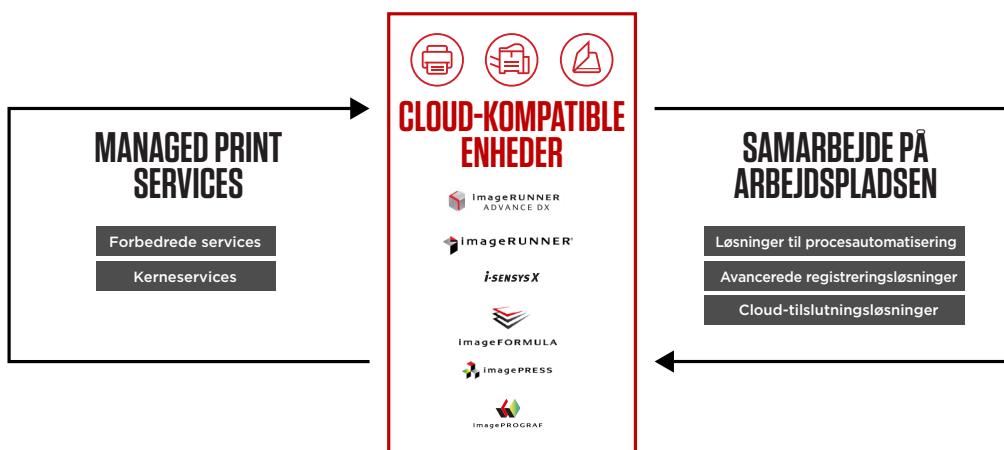 MANAGED PRINT
SERVICES
Forbedrede services
Kerneservices
CLOUD-KOMPATIBLE
ENHEDER
imageRUNNER
ADVANCE DX
imageRUNNER®
i-SENSYS X
imageFORMULA
imagePRESS
imagePROGRAF
SAMARBEJDE PÅ
ARBEJDSPLADSEN
Løsninger til procesautomatisering
Avancerede registreringsløsninger
Cloud-tilslutningsløsninger